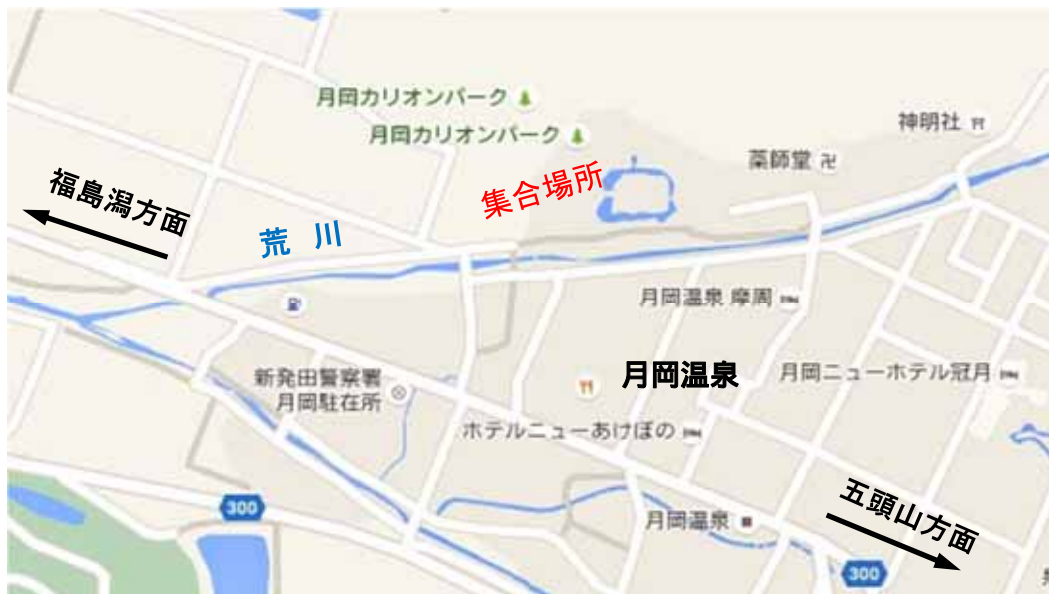 月岡カリオンパーク
月岡カリオンパーク
神明社
薬師堂
集合場所
福島潟方面
荒 川
月岡温泉 摩周
月岡温泉
月岡ニューホテル冠月
新発田警察署
月岡駐在所
ホテルニューあけぼの
300
月岡温泉
五頭山方面
300